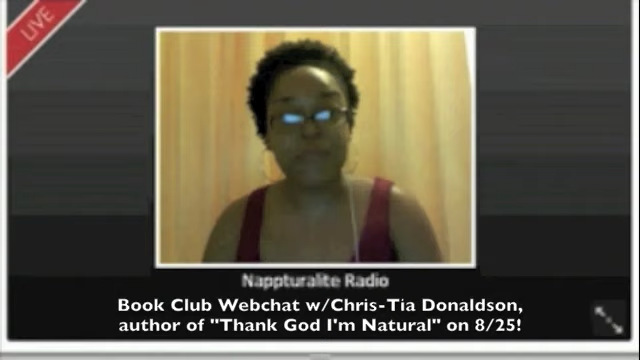 LIVE
Nappturalite Radio
Book Club Webchat w/Chris-Tia Donaldson,
author of "Thank God I'm Natural" on 8/25!